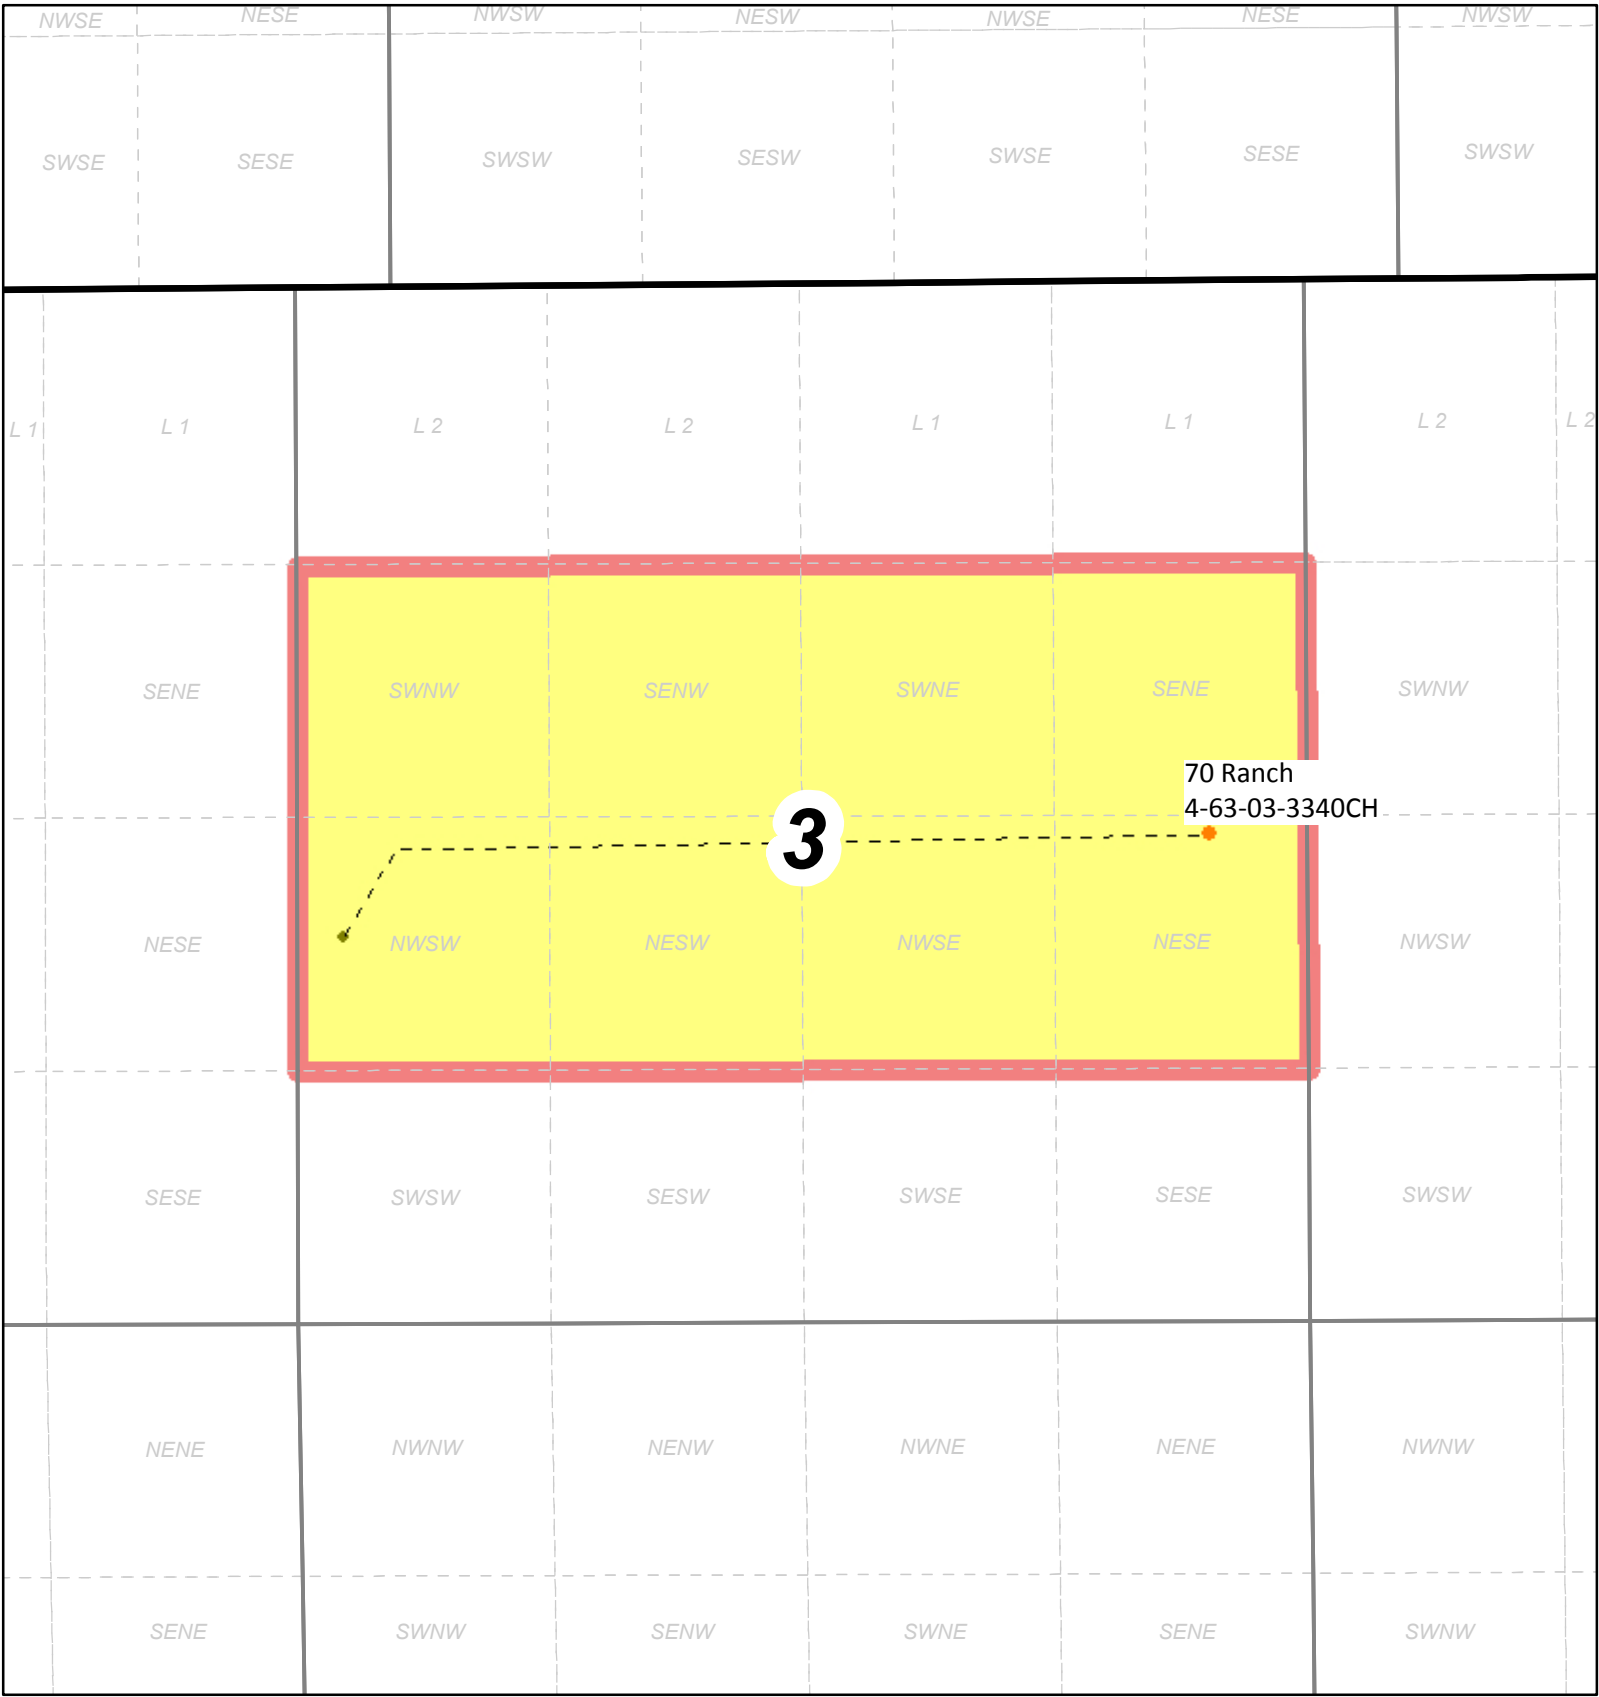 NWSE NESE NWSW NESW NWSE NESE NWSW
SWSE SESE SWSW SESW SWSE SESE SWSW
L 1 L 1 L 2 L 2 L 1 L 1 L 2 L 2
SENE SWNW SENW SWNE SENE SWNW
70 Ranch
4-63-03-3340CH
3
NESE NWSW NESW NWSE NESE NWSW
SESE SWSW SESW SWSE SESE SWSW
NENE NWNW NENW NWNE NENE NWNW
SENE SWNW SENW SWNE SENE SWNW